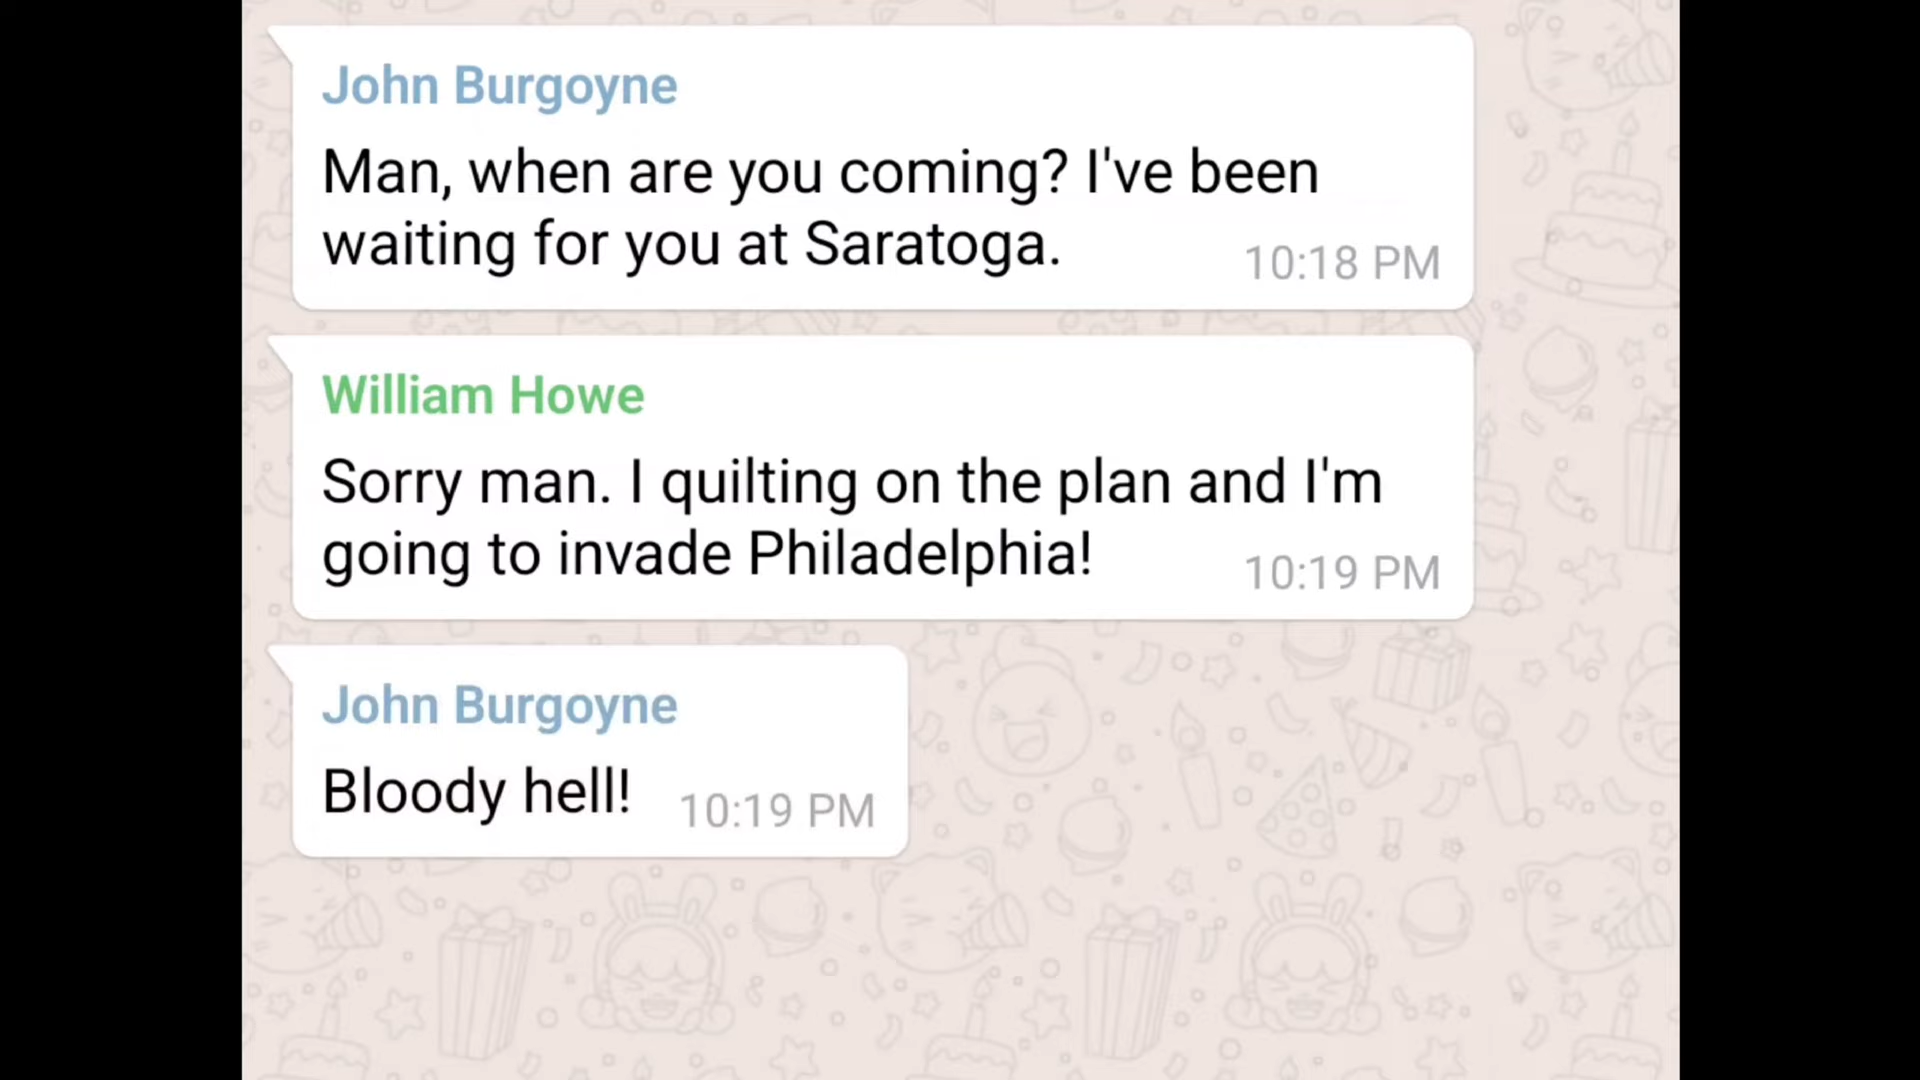 John Burgoyne
Man, when are you coming? I've been
waiting for you at Saratoga.
10:18 PM
William Howe
Sorry man. I quilting on the plan and I'm
going to invade Philadelphia!
10:19 PM
John Burgoyne
Bloody hell!
10:19 PM